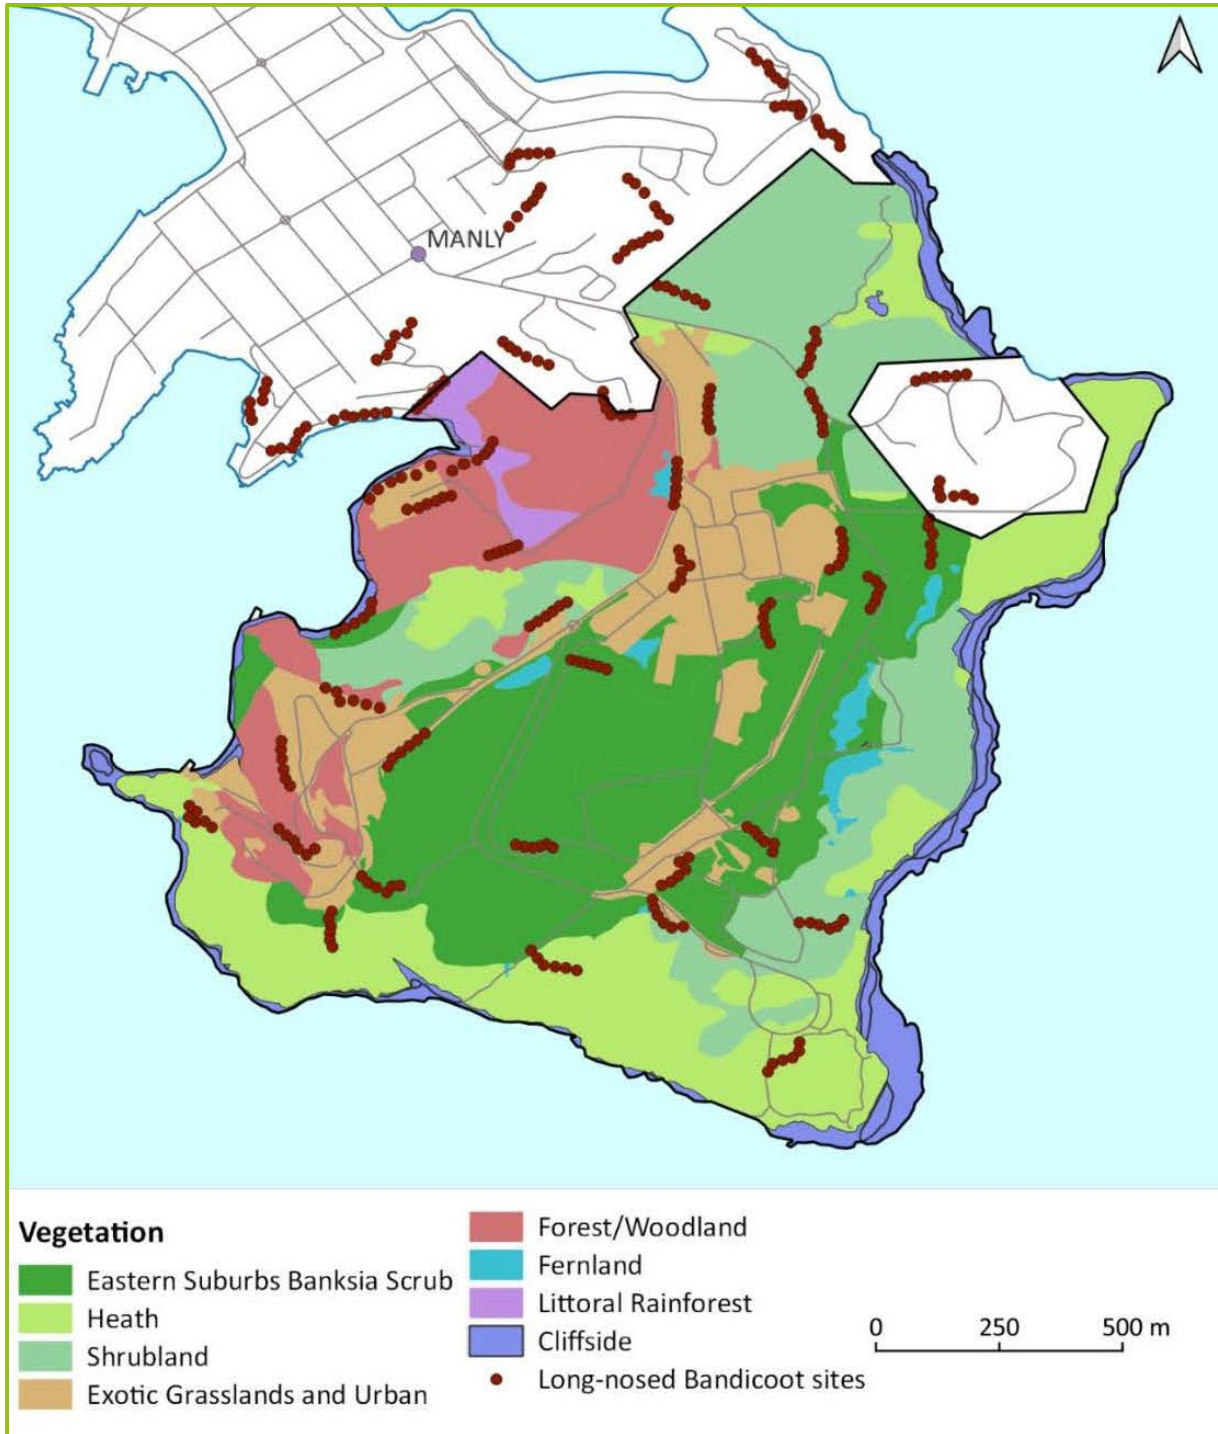 MANLY
Vegetation
Eastern Suburbs Banksia Scrub
Heath
Shrubland
Exotic Grasslands and Urban
Forest/Woodland
Fernland
Littoral Rainforest
Cliffside
Long-nosed Bandicoot sites
0 250 500 m